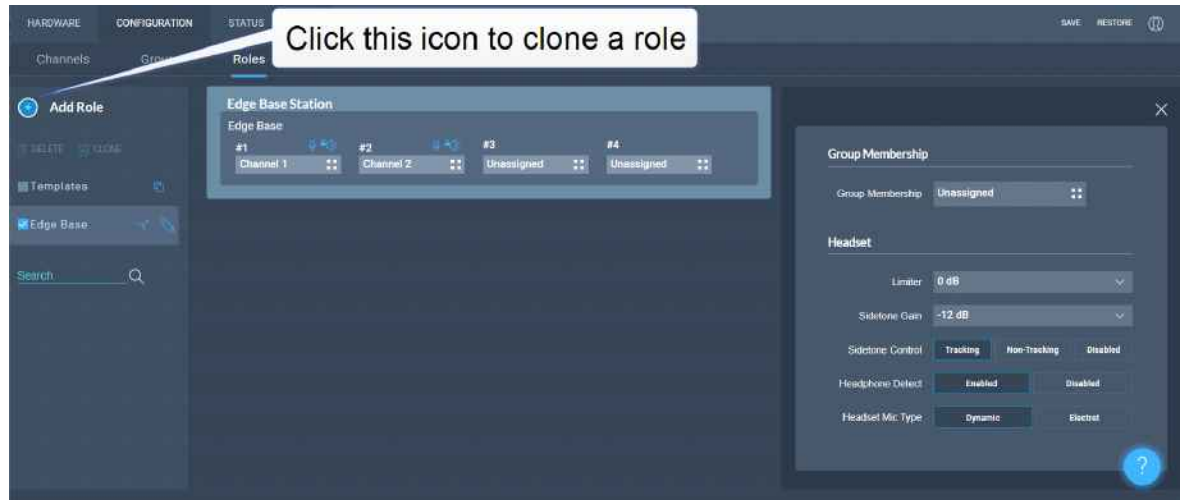 HARDWARE CONFIGURATION STATUS SAVE RESTORE
Click this icon to clone a role
Channels Roles
Add Role
DELETE CLONE
Templates
Edge Base
Search
Edge Base Station
Edge Base
#1 #2 #3 #4
Channel 1 Channel 2 Unassigned Unassigned
Group Membership
Group Membership Unassigned
Headset
Limiter 0 dB
Sidetone Gain -12 dB
Sidetone Control Tracking Non-Tracking Disabled
Headphone Detect Enabled Disabled
Headset Mic Type Dynamic Electret
?